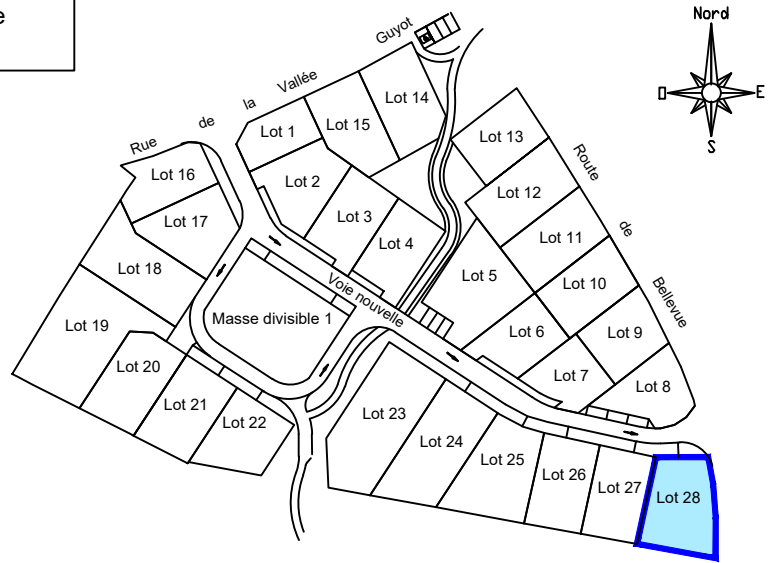 e
Nord
E
S
Rue de la Vallée Guyot
Lot 14
Lot 1
Lot 15
Lot 13
Route de Bellevue
Lot 16
Lot 2
Lot 12
Lot 17
Lot 3
Lot 4
Lot 11
Lot 18
Lot 5
Lot 10
Voie nouvelle
Lot 19
Masse divisible 1
Lot 6
Lot 9
Lot 20
Lot 7
Lot 8
Lot 21
Lot 22
Lot 23
Lot 24
Lot 25
Lot 26
Lot 27
Lot 28